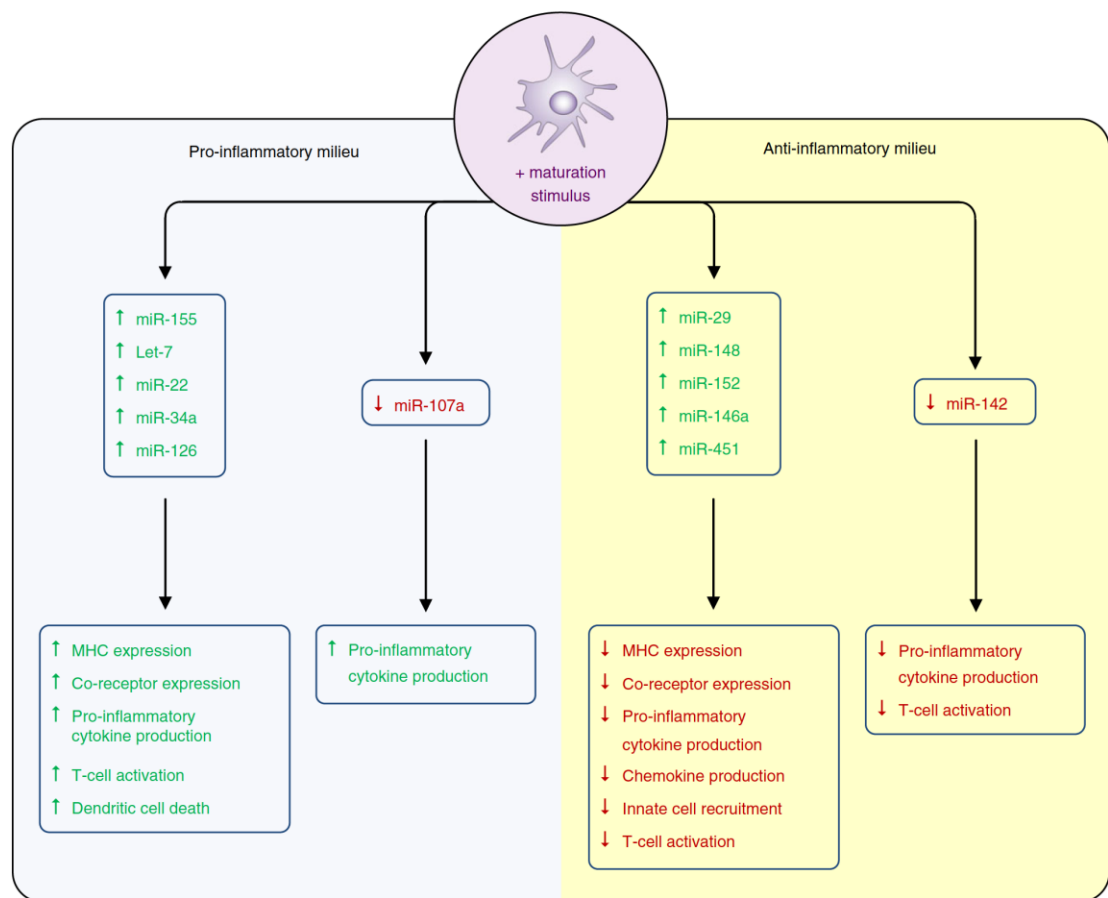 + maturation
stimulus
Pro-inflammatory milieu
↑ miR-155
↑ Let-7
↑ miR-22
↑ miR-34a
↑ miR-126
↓ miR-107a
↑ MHC expression
↑ Co-receptor expression
↑ Pro-inflammatory
cytokine production
↑ T-cell activation
↑ Dendritic cell death
↑ Pro-inflammatory
cytokine production
Anti-inflammatory milieu
↑ miR-29
↑ miR-148
↑ miR-152
↑ miR-146a
↑ miR-451
↓ miR-142
↓ MHC expression
↓ Co-receptor expression
↓ Pro-inflammatory
cytokine production
↓ Chemokine production
↓ Innate cell recruitment
↓ T-cell activation
↓ Pro-inflammatory
cytokine production
↓ T-cell activation